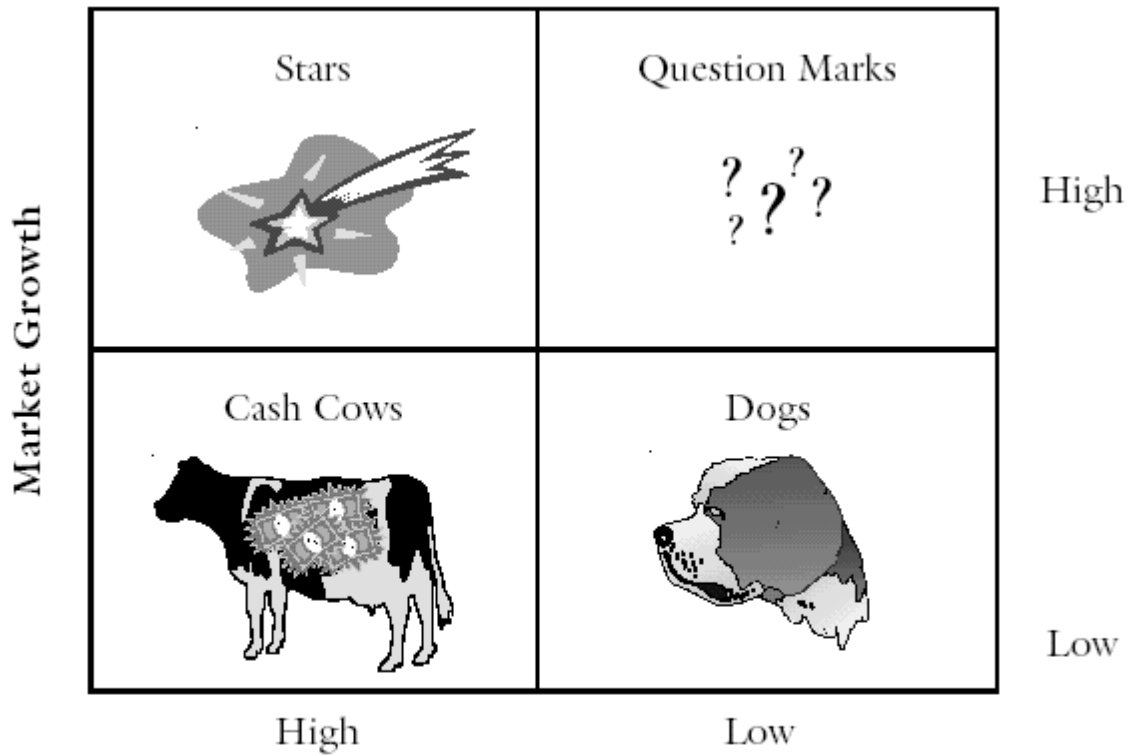 Stars
Question Marks
? ? ? ? ?
High
Market Growth
Cash Cows
Dogs
Low
High
Low